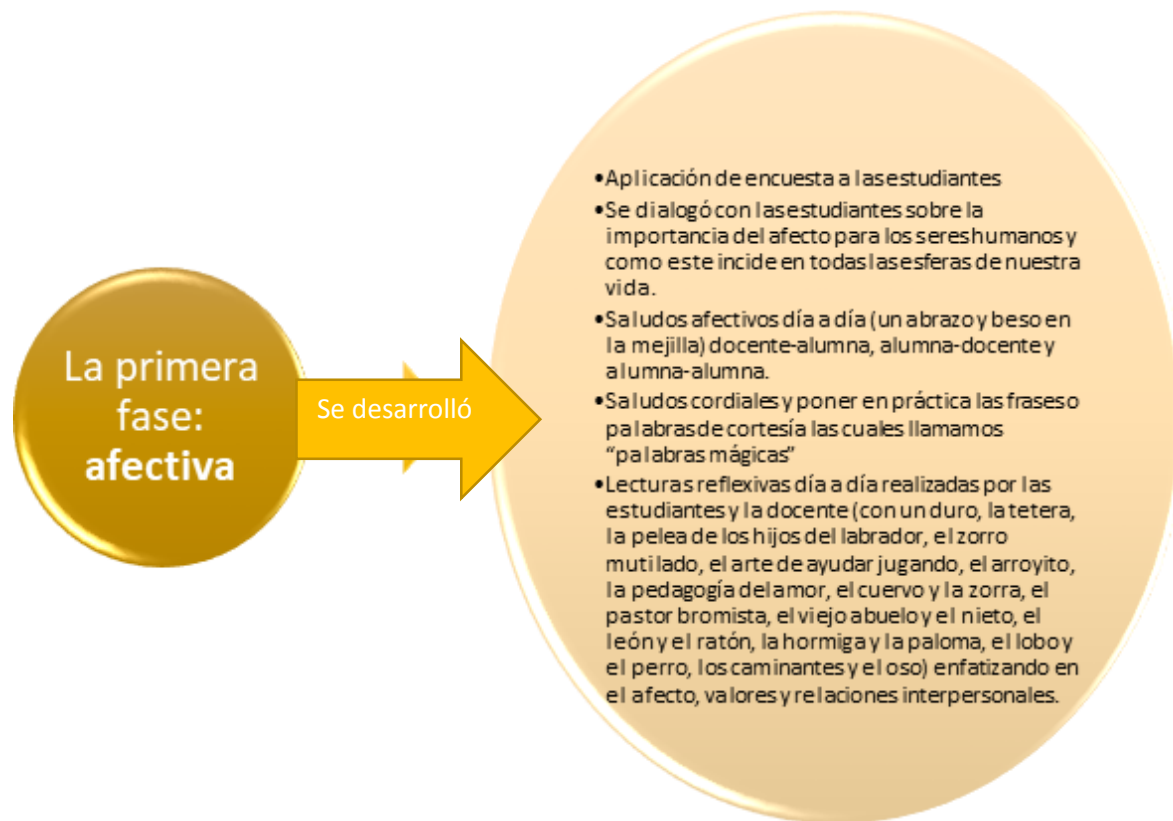 La primera
fase:
afectiva
Se desarrolló
•Aplicación de encuesta a las estudiantes
•Se dialogó con las estudiantes sobre la
importancia del afecto para los seres humanos y
como este incide en todas las esferas de nuestra
vida.
•Saludos afectivos día a día (un abrazo y beso en
la mejilla) docente-alumna, alumna-docente y
alumna-alumna.
•Saludos cordiales y poner en práctica las frases o
palabras de cortesía las cuales llamamos
“palabras mágicas”
•Lecturas reflexivas día a día realizadas por las
estudiantes y la docente (con un duro, la tetera,
la pelea de los hijos del labrador, el zorro
mutilado, el arte de ayudar jugando, el arroyito,
la pedagogía del amor, el cuervo y la zorra, el
pastor bromista, el viejo abuelo y el nieto, el
león y el ratón, la hormiga y la paloma, el lobo y
el perro, los caminantes y el oso) enfatizando en
el afecto, valores y relaciones interpersonales.